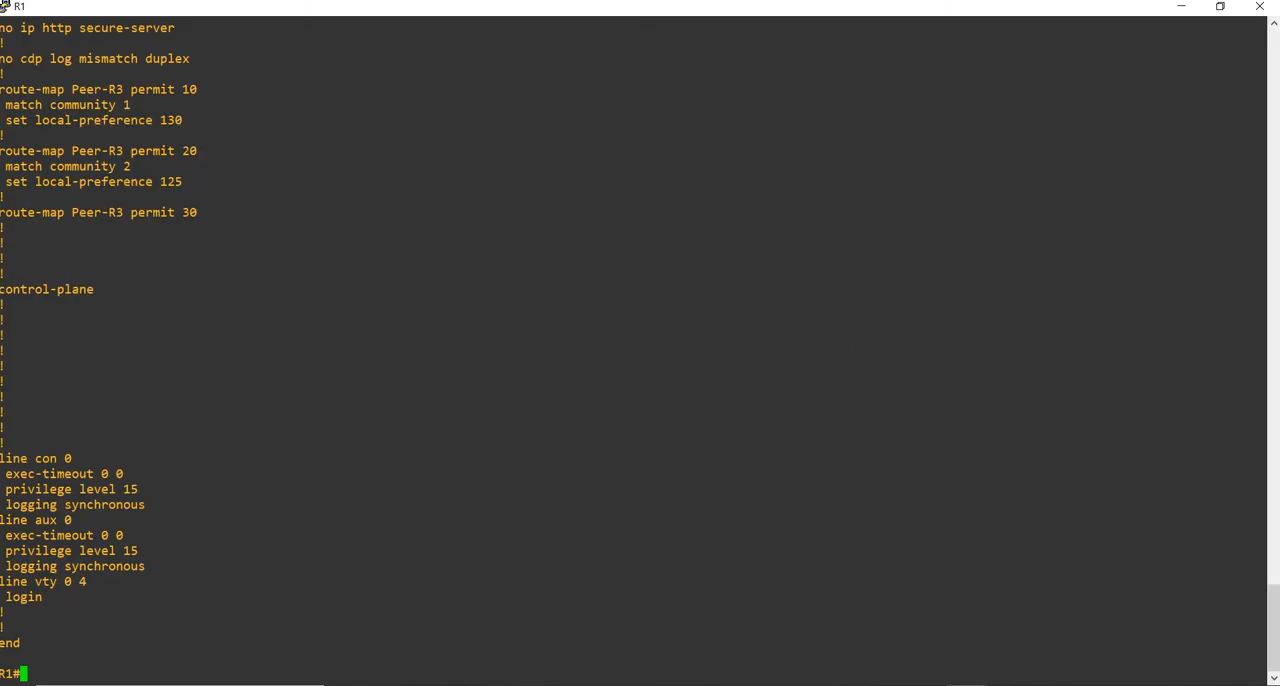 R1
no ip http secure-server
!
no cdp log mismatch duplex
!
route-map Peer-R3 permit 10
 match community 1
 set local-preference 130
!
route-map Peer-R3 permit 20
 match community 2
 set local-preference 125
!
route-map Peer-R3 permit 30
!
!
!
!
control-plane
!
!
!
!
!
!
!
!
!
!
line con 0
 exec-timeout 0 0
 privilege level 15
 logging synchronous
line aux 0
 exec-timeout 0 0
 privilege level 15
 logging synchronous
line vty 0 4
 login
!
!
end
R1#